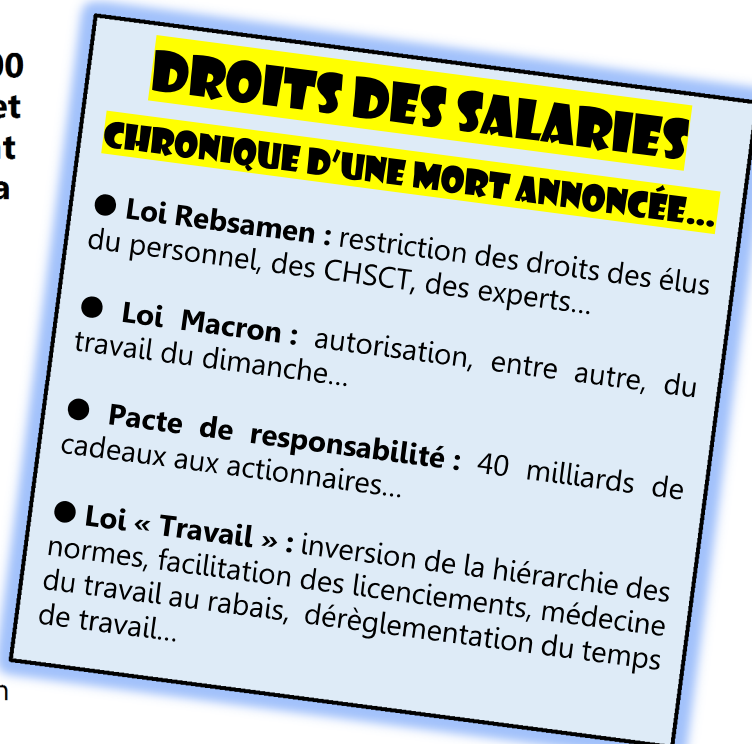 00
et
t
a
DROITS DES SALARIES
CHRONIQUE D'UNE MORT ANNONCÉE...
● Loi Rebsamen : restriction des droits des élus
du personnel, des CHSCT, des experts...
● Loi Macron : autorisation, entre autre, du
travail du dimanche...
● Pacte de responsabilité : 40 milliards de
cadeaux aux actionnaires...
● Loi « Travail » : inversion de la hiérarchie des
normes, facilitation des licenciements, médecine
du travail au rabais, dérèglementation du temps
de travail...
n